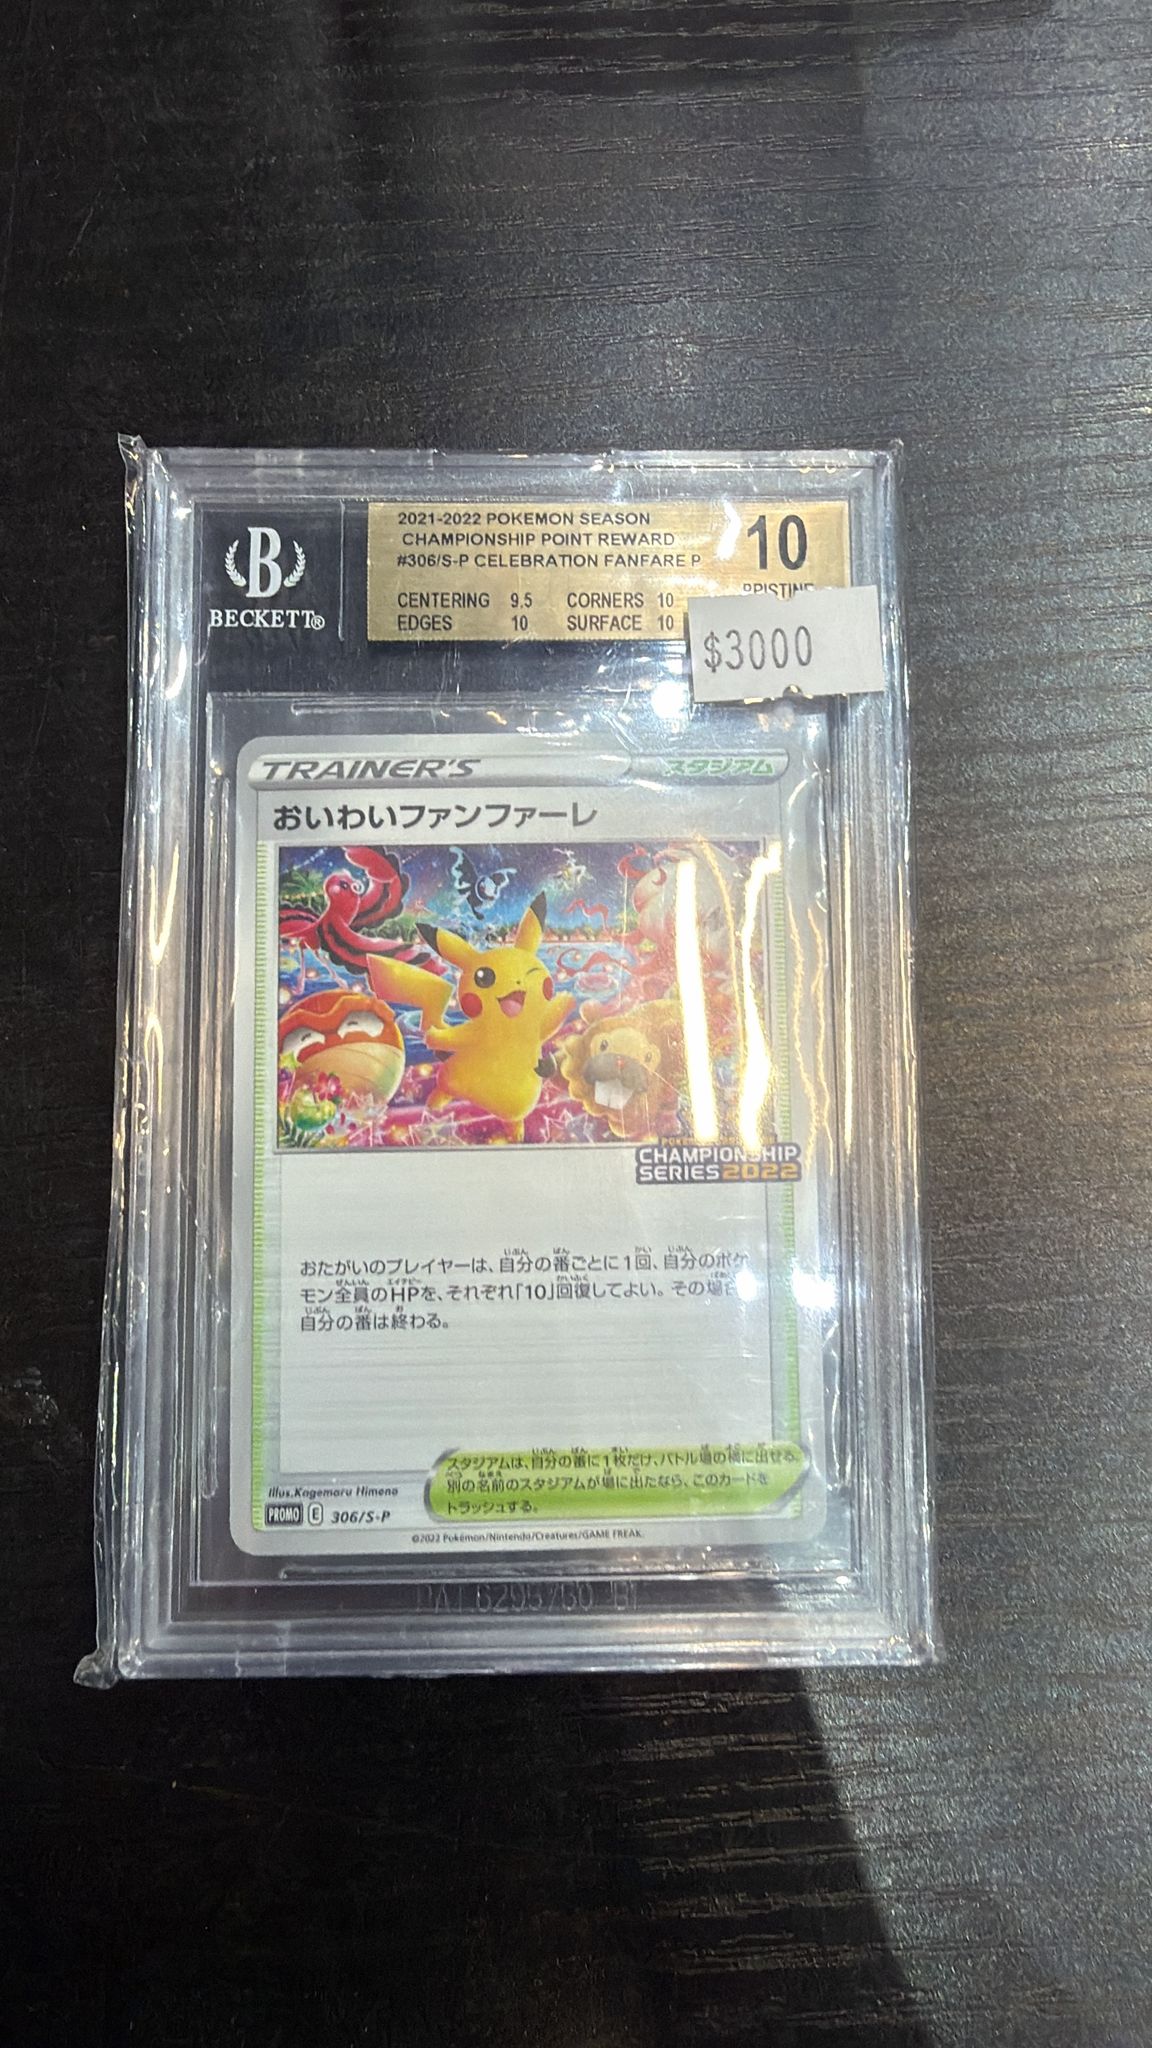 2021-2022 POKEMON SEASON
CHAMPIONSHIP POINT REWARD
#306/S-P CELEBRATION FANFARE P
10
PRISTINE
B
BECKETT®
CENTERING 9.5 CORNERS 10
EDGES 10 SURFACE 10
$3000
TRAINER'S スタジアム
おいわいファンファーレ
CHAMPIONSHIP
SERIES 2022
おたがいのプレイヤーは、自分の番ごとに1回、自分のポケ
モン全員のHPを、それぞれ「10」回復してよい。その場合
自分の番は終わる。
スタジアムは、自分の番に1枚だけ、バトル場の横に出せる。
別の名前のスタジアムが場に出たなら、このカードを
トラッシュする。
Illus.Kagemaru Himeno
PROMO E 306/S-P
©2022 Pokémon/Nintendo/Creatures/GAME FREAK.